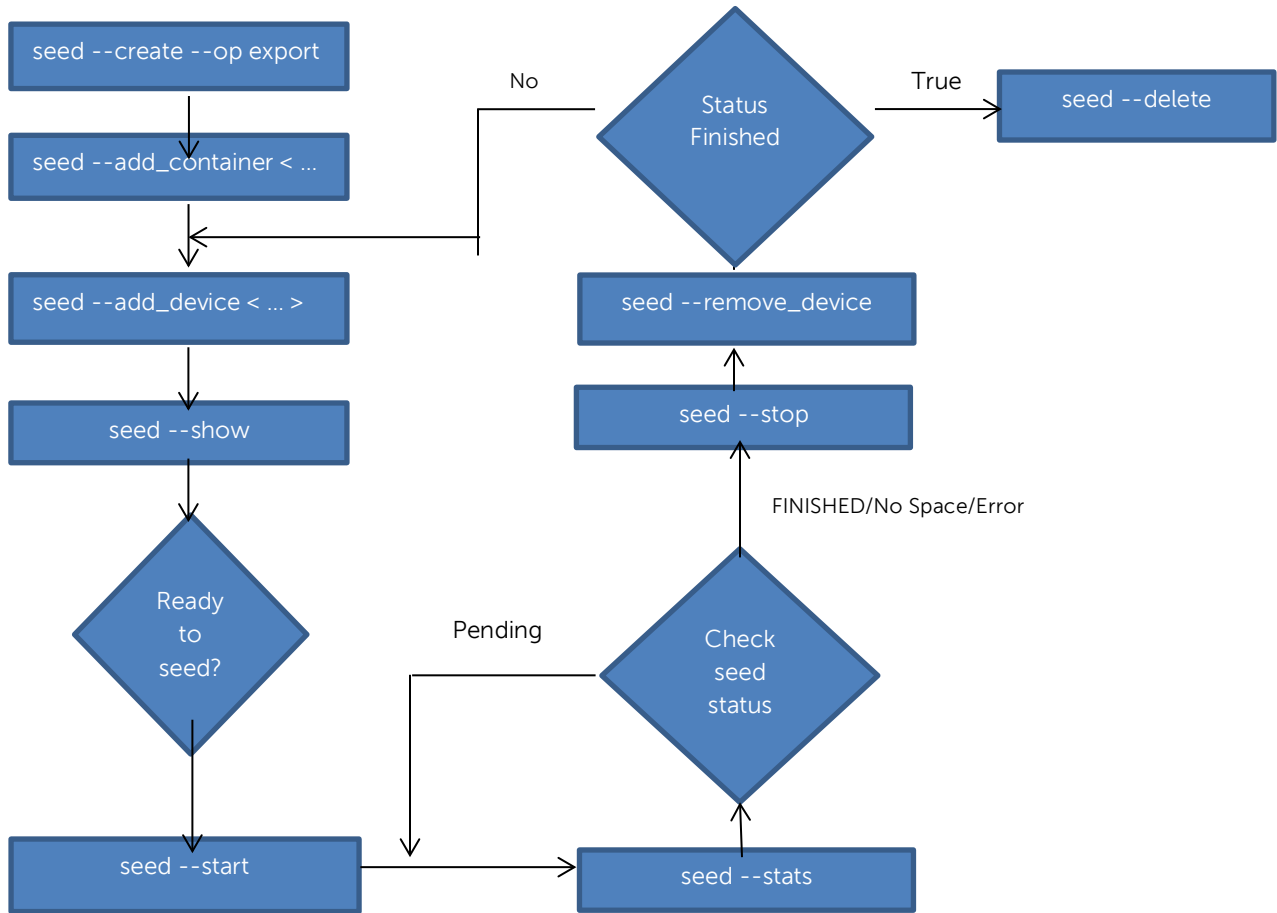 seed --create --op export
seed --add_container < ...
seed --add_device < ... >
seed --show
Ready
to
seed?
seed --start
No
Status
Finished
True
seed --delete
seed --remove_device
seed --stop
FINISHED/No Space/Error
Pending
Check
seed
status
seed --stats